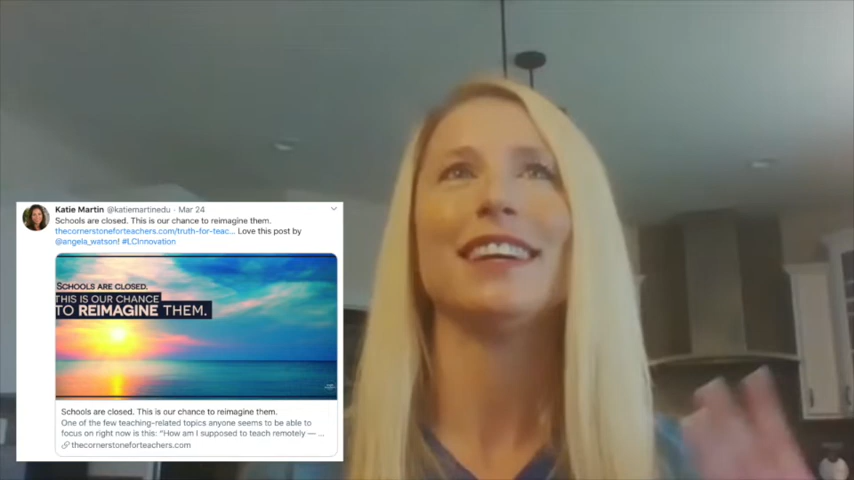 Katie Martin @katiemartinedu · Mar 24
Schools are closed. This is our chance to reimagine them.
thecornerstoneforteachers.com/truth-for-teac... Love this post by
@angela_watson! #LCInnovation
SCHOOLS ARE CLOSED.
THIS IS OUR CHANCE
TO REIMAGINE THEM.
Schools are closed. This is our chance to reimagine them.
One of the few teaching-related topics anyone seems to be able to
focus on right now is this: "How am I supposed to teach remotely — ...
thecornerstoneforteachers.com